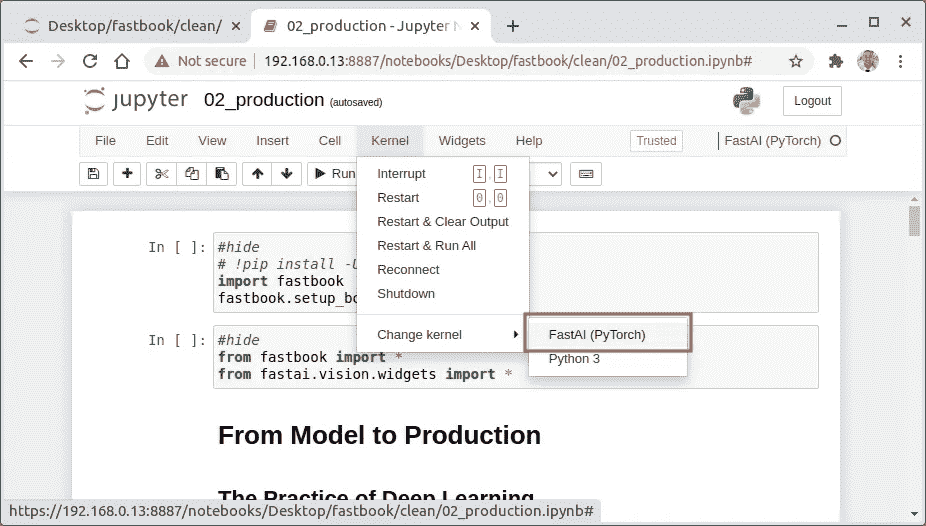 Desktop/fastbook/clean/
02_production - Jupyter N
Not secure 192.168.0.13:8887/notebooks/Desktop/fastbook/clean/02_production.ipynb#
jupyter 02_production (autosaved)
Logout
File Edit View Insert Cell Kernel Widgets Help Trusted FastAI (PyTorch)
Run
Interrupt I,I
Restart 0,0
Restart & Clear Output
Restart & Run All
Reconnect
Shutdown
Change kernel
FastAI (PyTorch)
Python 3
In [ ]: #hide
# !pip install -U
import fastbook
fastbook.setup_bo
In [ ]: #hide
from fastbook import *
from fastai.vision.widgets import *
From Model to Production
The Practice of Deep Learning
https://192.168.0.13:8887/notebooks/Desktop/fastbook/clean/02_production.ipynb#